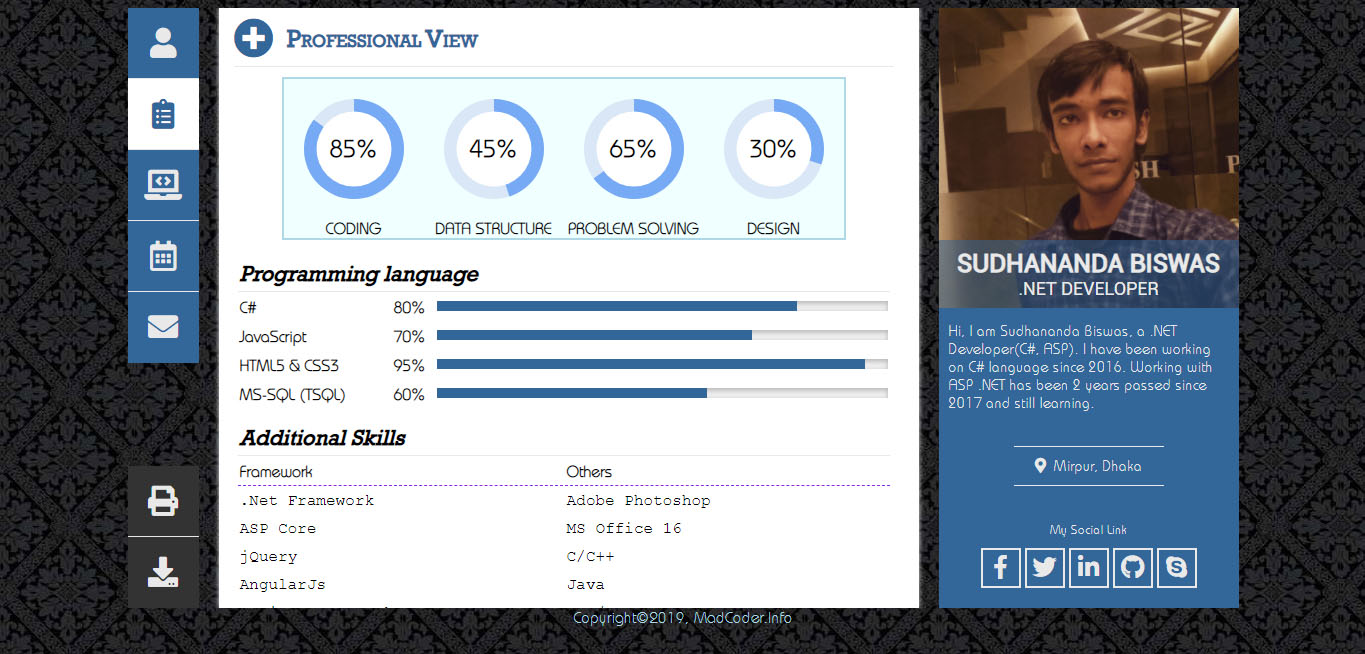 Professional View
85%
45%
65%
30%
CODING
DATA STRUCTURE
PROBLEM SOLVING
DESIGN
Programming language
C# 80%
JavaScript 70%
HTML5 & CSS3 95%
MS-SQL (TSQL) 60%
Additional Skills
Framework Others
.Net Framework Adobe Photoshop
ASP Core MS Office 16
jQuery C/C++
AngularJs Java
SH
P
SUDHANANDA BISWAS
.NET DEVELOPER
Hi, I am Sudhananda Biswas, a .NET
Developer(C#, ASP). I have been working
on C# language since 2016. Working with
ASP .NET has been 2 years passed since
2017 and still learning.
Mirpur, Dhaka
My Social Link
Copyright©2019, MadCoder.Info